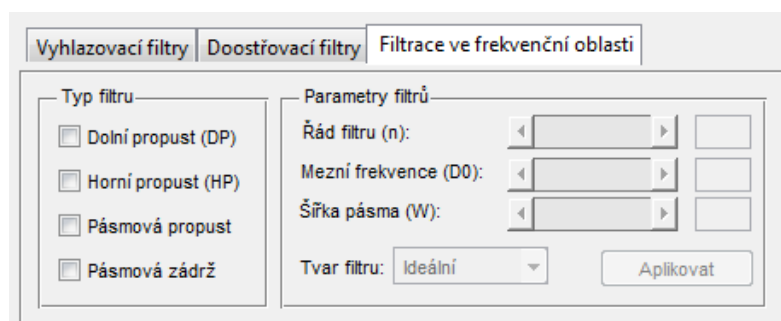 Vyhlazovací filtry Doostřovací filtry Filtrace ve frekvenční oblasti
Typ filtru
Dolní propust (DP)
Horní propust (HP)
Pásmová propust
Pásmová zádrž
Parametry filtrů
Řád filtru (n):
Mezní frekvence (D0):
Šířka pásma (W):
Tvar filtru: Ideální Aplikovat